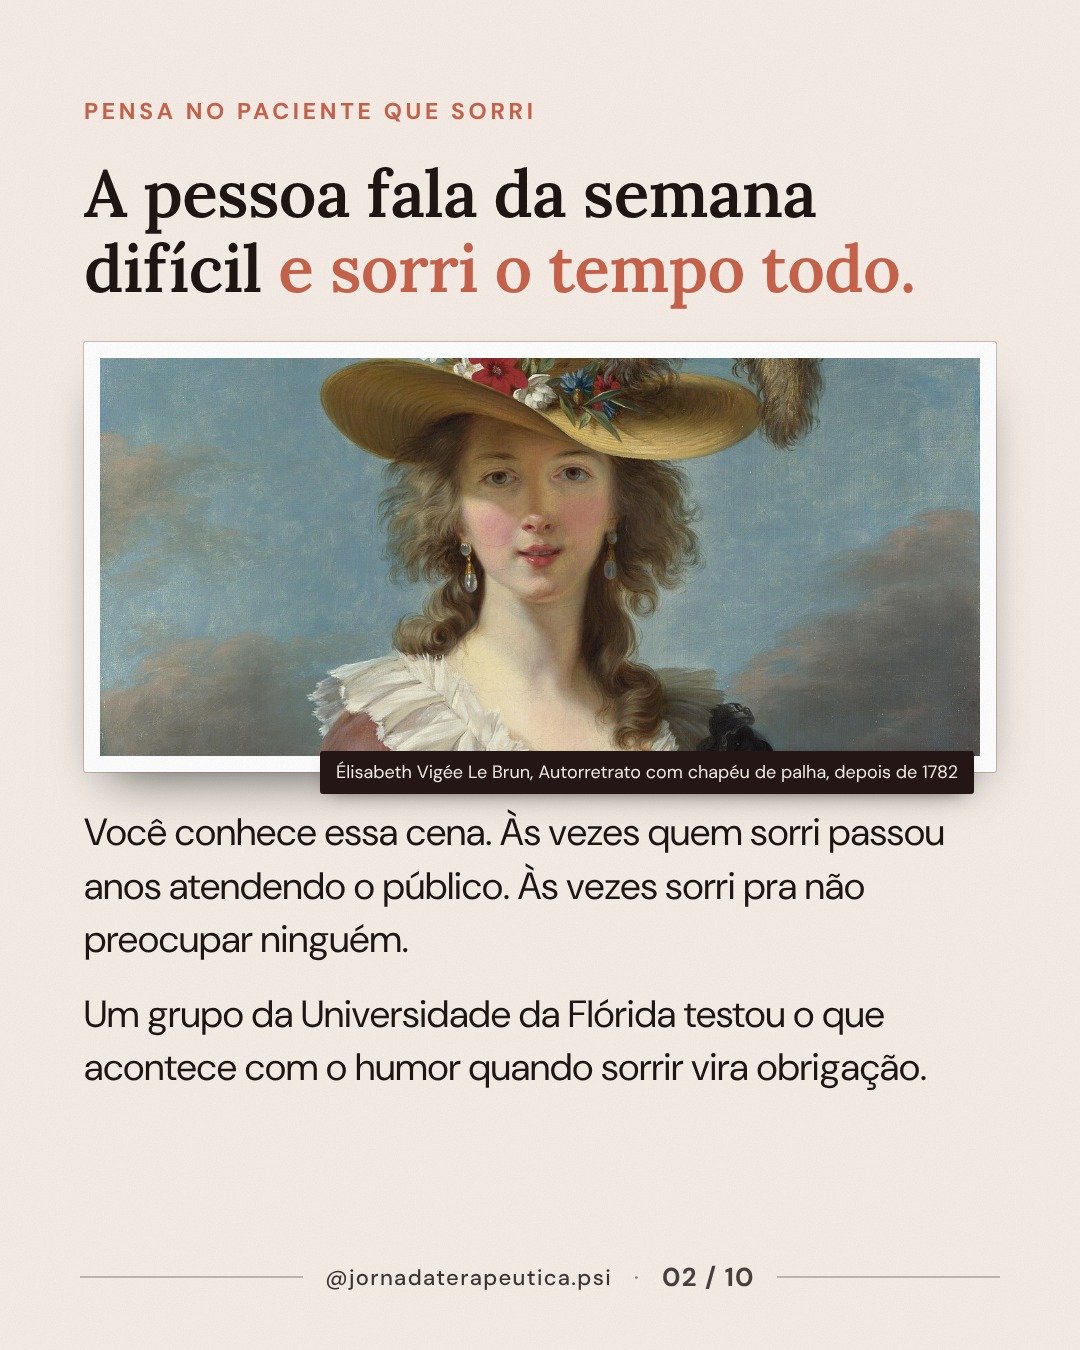 PENSA NO PACIENTE QUE SORRI
A pessoa fala da semana
difícil e sorri o tempo todo.
Élisabeth Vigée Le Brun, Autorretrato com chapéu de palha, depois de 1782
Você conhece essa cena. Às vezes quem sorri passou
anos atendendo o público. Às vezes sorri pra não
preocupar ninguém.
Um grupo da Universidade da Flórida testou o que
acontece com o humor quando sorrir vira obrigação.
@jornadaterapeutica.psi · 02 / 10